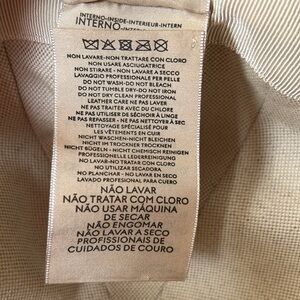 INTERNO-INSIDE-INTERIEUR-INTERN
INTERNO
NON LAVARE-NON TRATTARE CON CLORO
NON USARE ASCIUGATRICE
NON STIRARE - NON LAVARE A SECCO
LAVAGGIO PROFESSIONALE PER PELLE
DO NOT WASH-DO NOT BLEACH
DO NOT TUMBLE DRY-DO NOT IRON
DO NOT DRY CLEAN PROFESSIONAL
LEATHER CARE NE PAS LAVER
NE PAS TRAITER AVEC DU CHLORE
NE PAS UTILISER DE SÉCHOIR À LINGE
NE PAS REPASSER - NE PAS NETTOYER À SEC
NETTOYAGE SPÉCIALISÉ POUR
LES VÊTEMENTS EN CUIR
NICHT WASCHEN-NICHT BLEICHEN
NICHT IM TROCKNER TROCKNEN
NICHT BÜGELN - NICHT CHEMISCH REINIGEN
PROFESSIONELLE LEDERREINIGUNG
NO LAVAR-NO TRATAR CON CLORO
NO UTILIZAR SECADORA
NO PLANCHAR - NO LAVAR EN SECO
LAVADO PROFESIONAL PARA CUERO
NÃO LAVAR
NÃO TRATAR COM CLORO
NÃO USAR MÁQUINA
DE SECAR
NÃO ENGOMAR
NÃO LAVAR A SECO
PROFISSIONAIS DE
CUIDADOS DE COURO